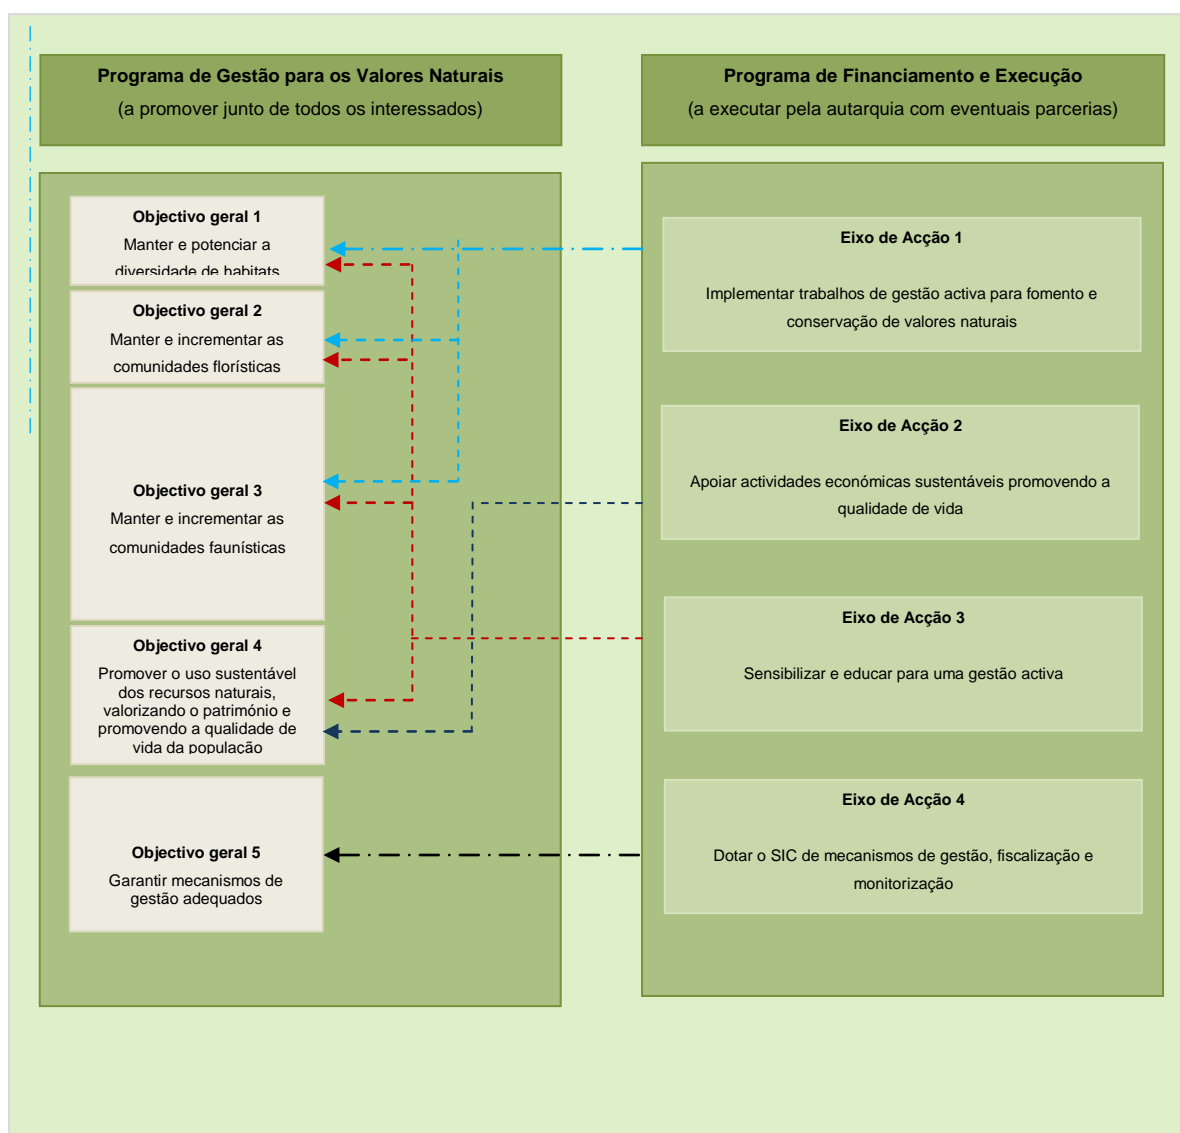 Programa de Gestão para os Valores Naturais
(a promover junto de todos os interessados)
Objectivo geral 1
Manter e potenciar a
diversidade de habitats
Objectivo geral 2
Manter e incrementar as
comunidades florísticas
Objectivo geral 3
Manter e incrementar as
comunidades faunísticas
Objectivo geral 4
Promover o uso sustentável
dos recursos naturais,
valorizando o património e
promovendo a qualidade de
vida da população
Objectivo geral 5
Garantir mecanismos de
gestão adequados
Programa de Financiamento e Execução
(a executar pela autarquia com eventuais parcerias)
Eixo de Acção 1
Implementar trabalhos de gestão activa para fomento e
conservação de valores naturais
Eixo de Acção 2
Apoiar actividades económicas sustentáveis promovendo a
qualidade de vida
Eixo de Acção 3
Sensibilizar e educar para uma gestão activa
Eixo de Acção 4
Dotar o SIC de mecanismos de gestão, fiscalização e
monitorização